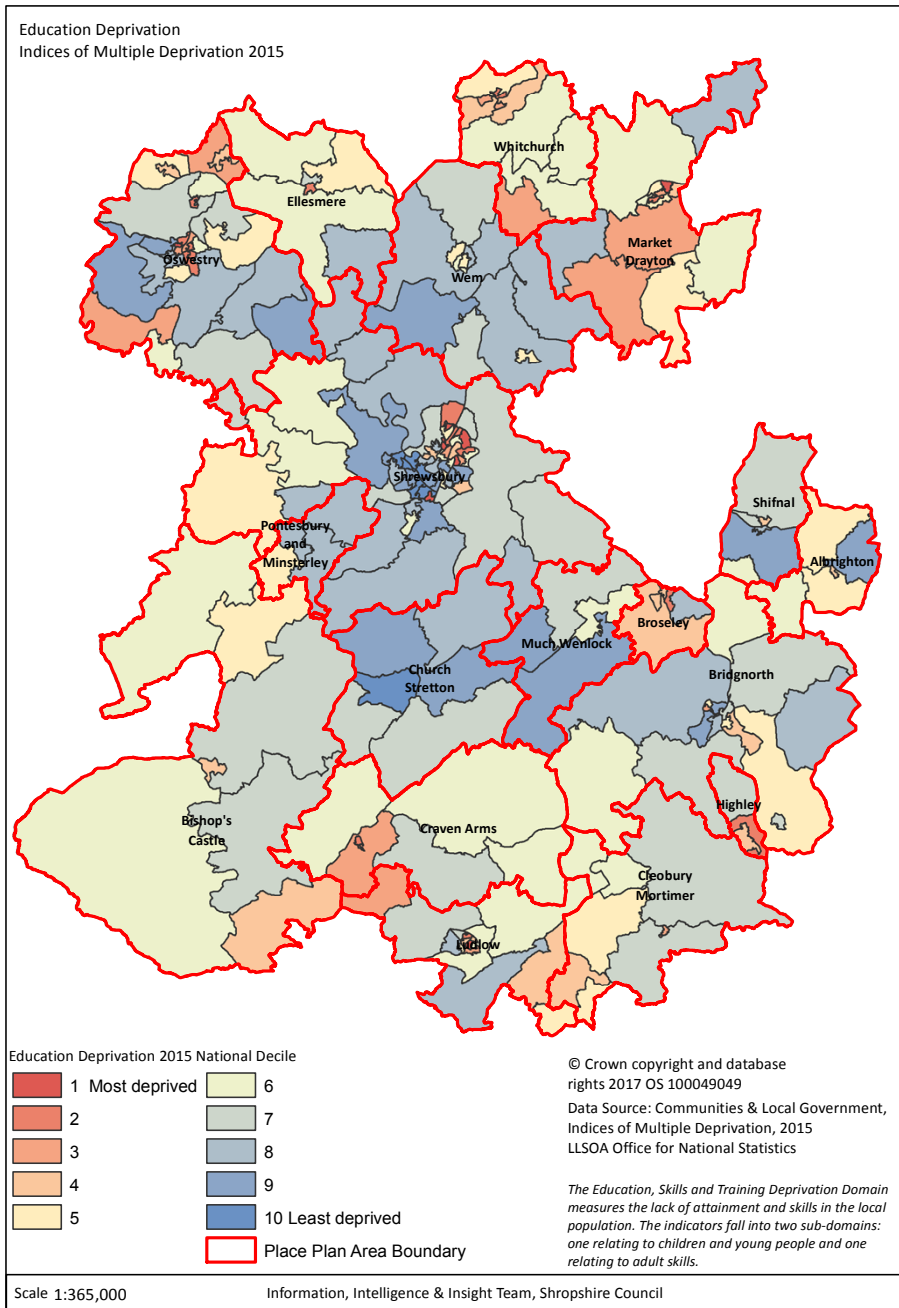 Education Deprivation
Indices of Multiple Deprivation 2015
Whitchurch
Ellesmere
Market
Drayton
Oswestry
Wem
Shrewsbury
Shifnal
Pontesbury
and
Minsterley
Albrighton
Broseley
Much Wenlock
Church
Stretton
Bridgnorth
Highley
Bishop's
Castle
Craven Arms
Cleobury
Mortimer
Ludlow
Education Deprivation 2015 National Decile
1 Most deprived
2
3
4
5
6
7
8
9
10 Least deprived
Place Plan Area Boundary
© Crown copyright and database
rights 2017 OS 100049049
Data Source: Communities & Local Government,
Indices of Multiple Deprivation, 2015
LLSOA Office for National Statistics
The Education, Skills and Training Deprivation Domain
measures the lack of attainment and skills in the local
population. The indicators fall into two sub-domains:
one relating to children and young people and one
relating to adult skills.
Scale 1:365,000
Information, Intelligence & Insight Team, Shropshire Council